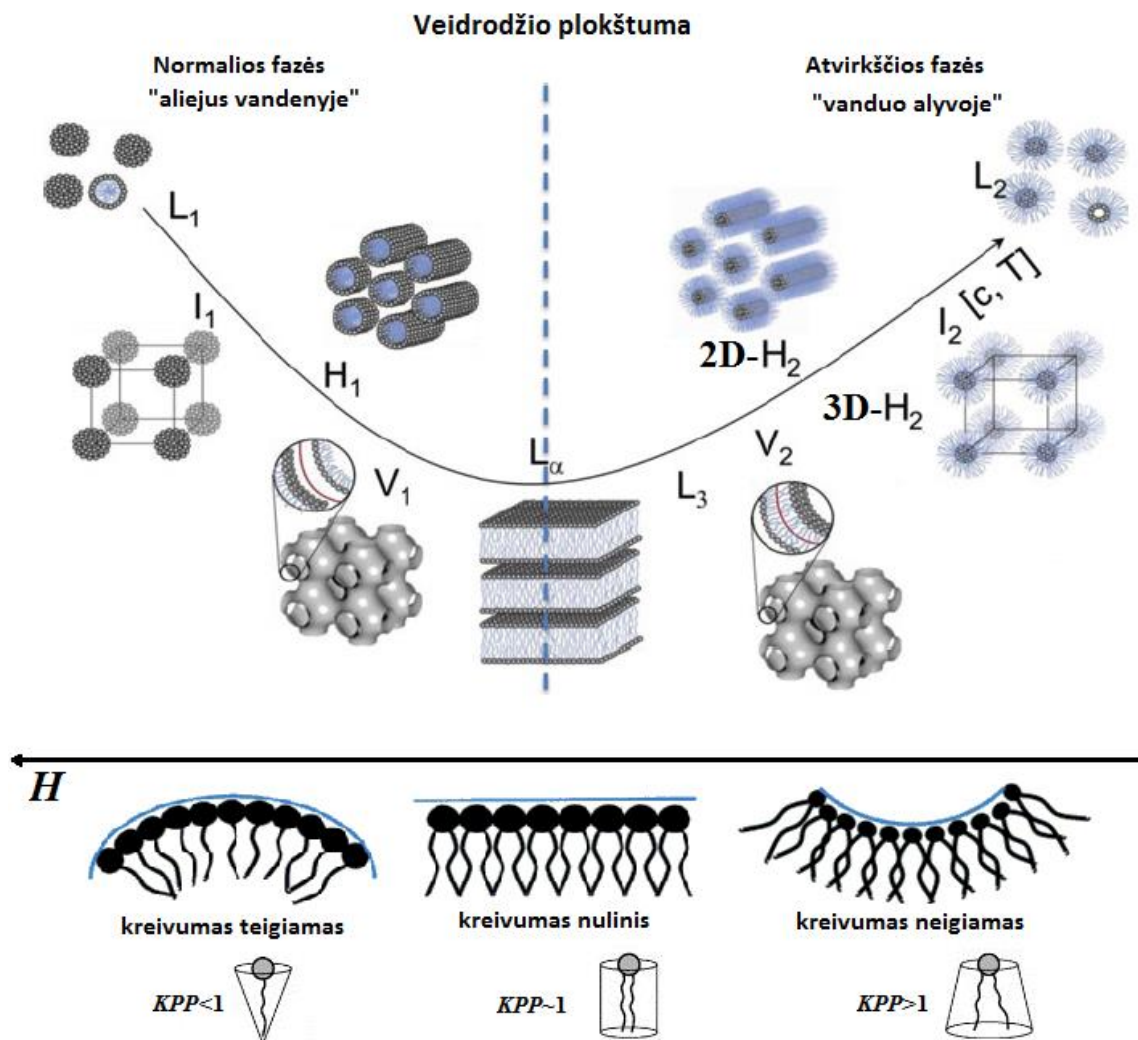 Veidrodžio plokštuma
Normalios fazės
"aliejus vandenyje"
Atvirkščios fazės
"vanduo alyvoje"
L₁
L₂
I₁
I₂ [c, T]
H₁
2D-H₂
3D-H₂
V₁
Lα
L₃
V₂
H
kreivumas teigiamas
kreivumas nulinis
kreivumas neigiamas
KPP<1
KPP~1
KPP>1